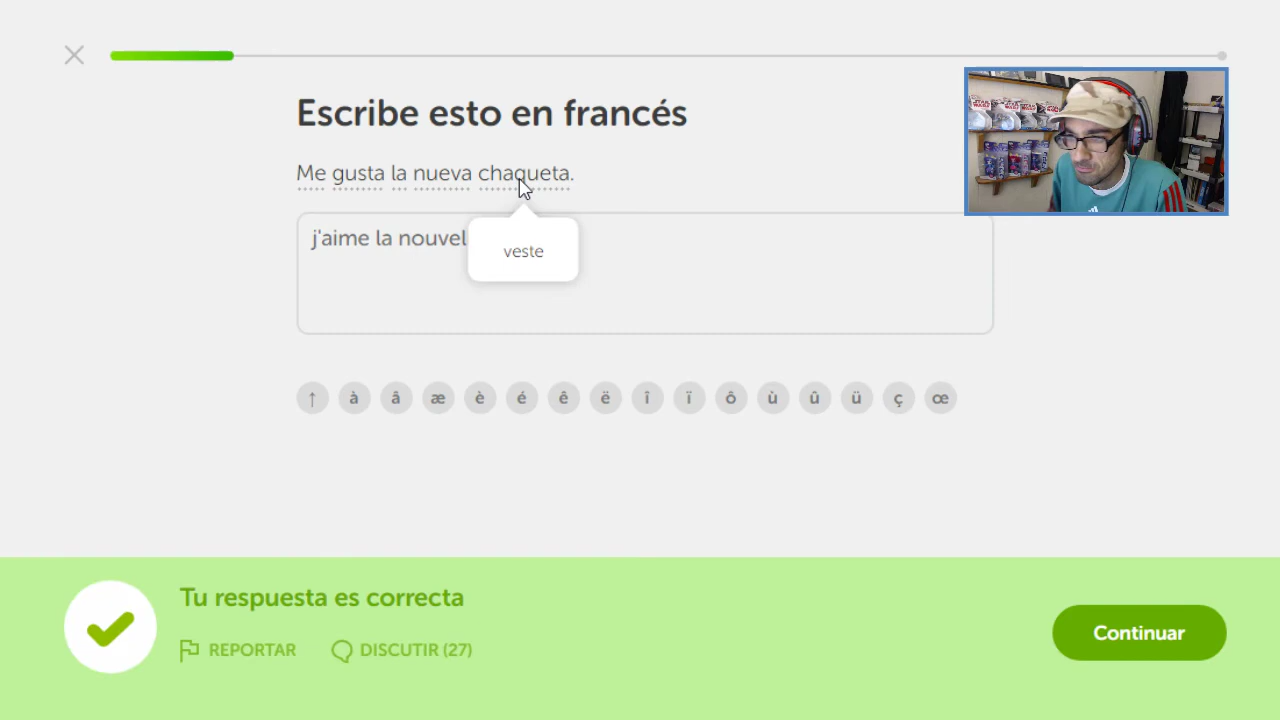 Escribe esto en francés
Me gusta la nueva chaqueta.
j'aime la nouvel
veste
↑ à â æ è é ê ë î ï ô ù û ü ç œ
Tu respuesta es correcta
REPORTAR DISCUTIR (27)
Continuar